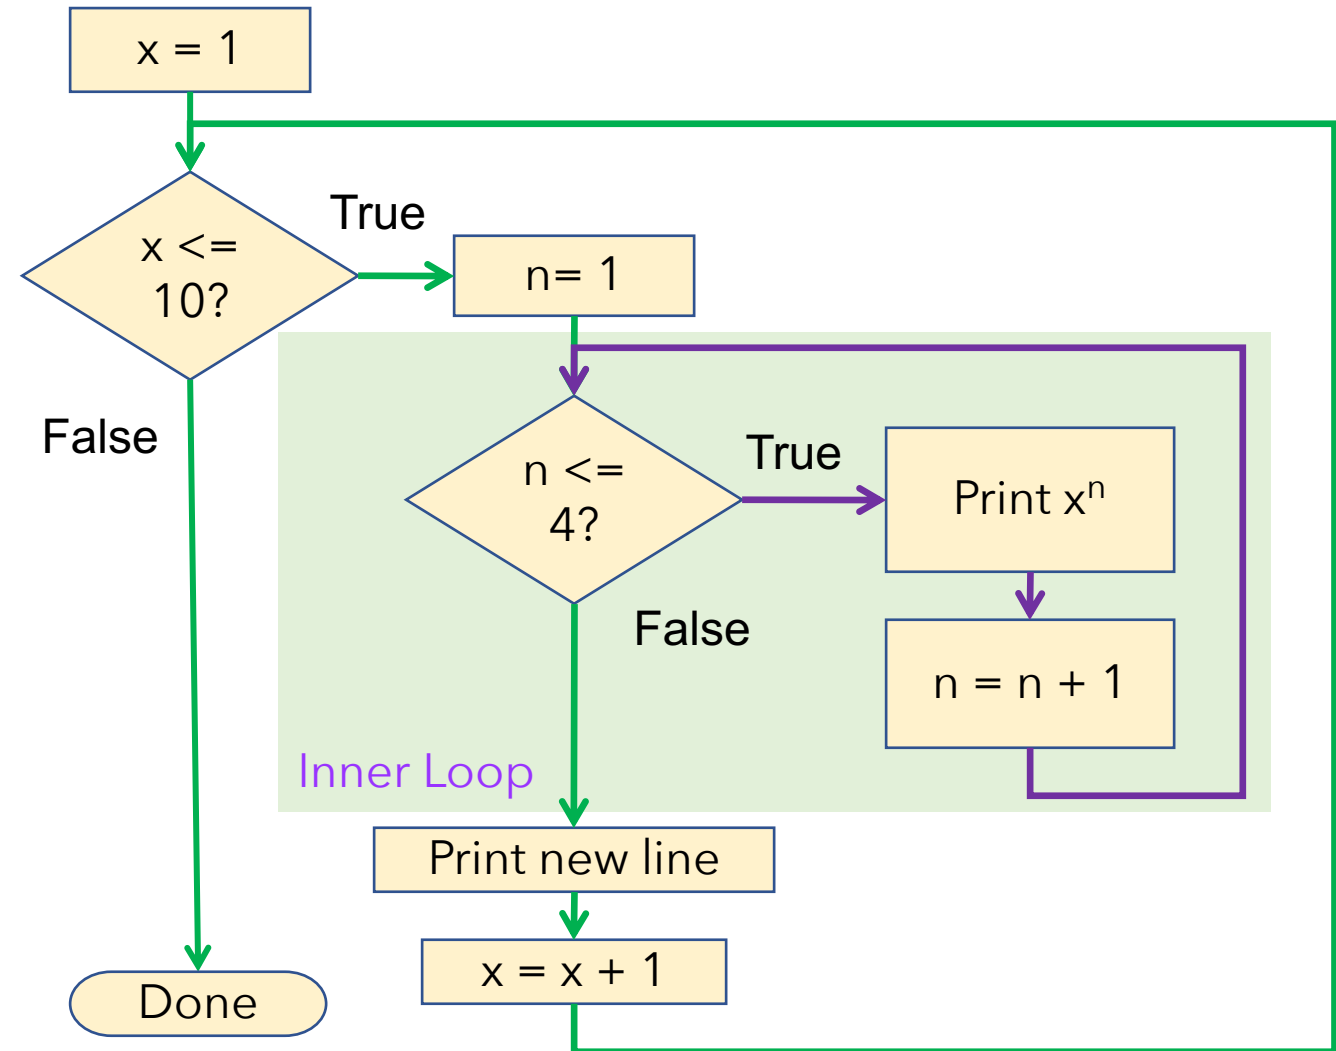 x = 1
True
x <=
10?
n= 1
False
n <=
4?
True
Print xⁿ
False
n = n + 1
Inner Loop
Print new line
x = x + 1
Done